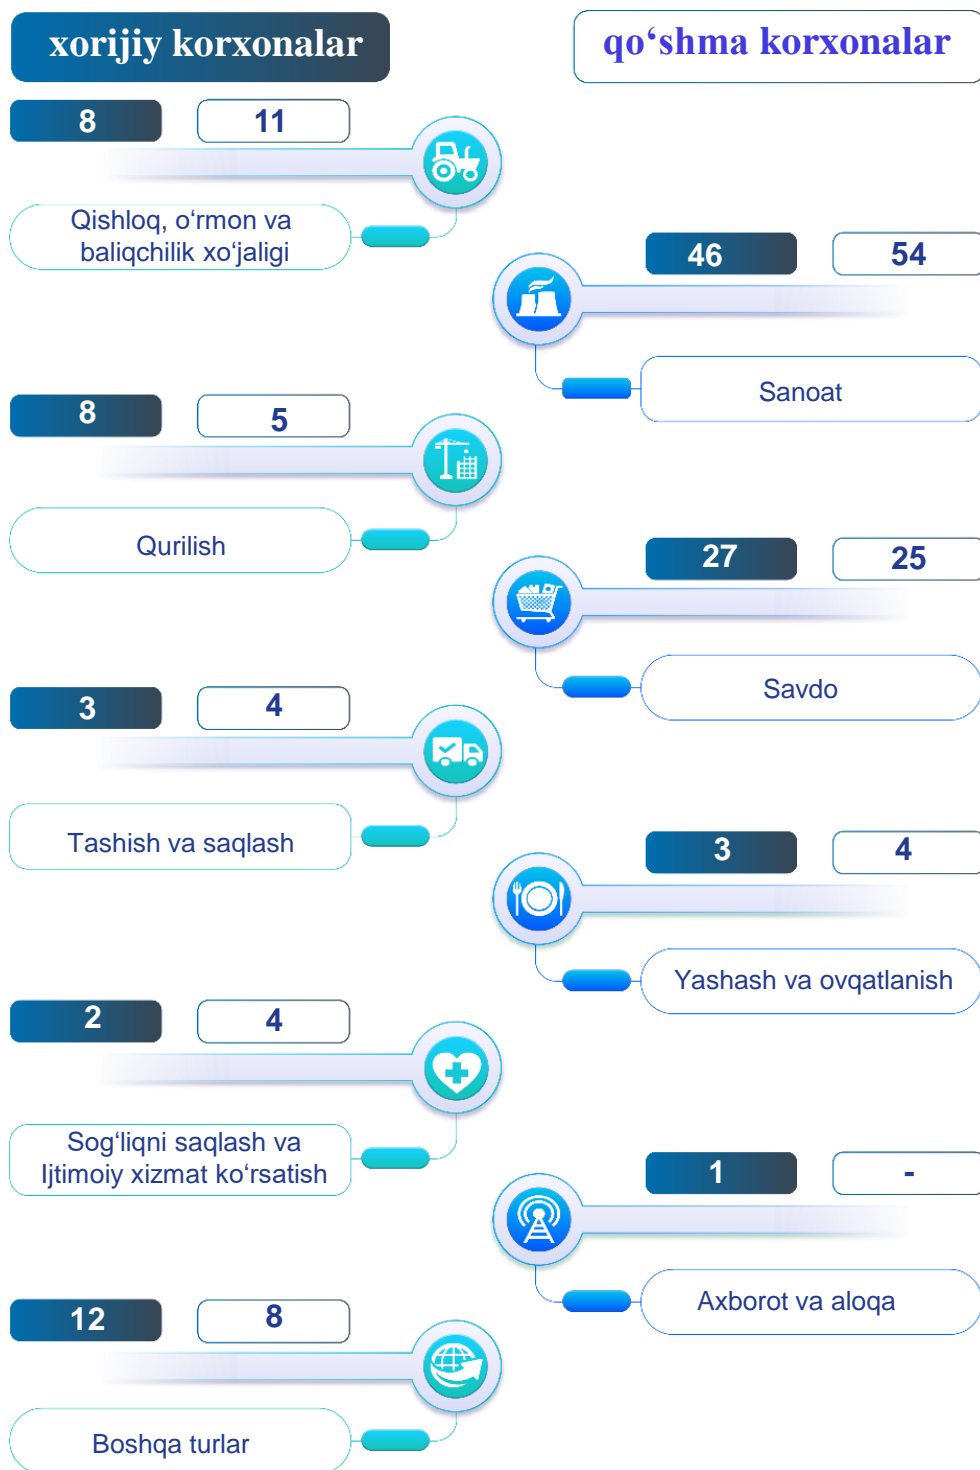 xorijiy korxonalar
qo‘shma korxonalar
8
11
Qishloq, o‘rmon va
baliqchilik xo‘jaligi
46
54
Sanoat
8
5
Qurilish
27
25
Savdo
3
4
Tashish va saqlash
3
4
Yashash va ovqatlanish
2
4
Sog‘liqni saqlash va
Ijtimoiy xizmat ko‘rsatish
1
-
Axborot va aloqa
12
8
Boshqa turlar